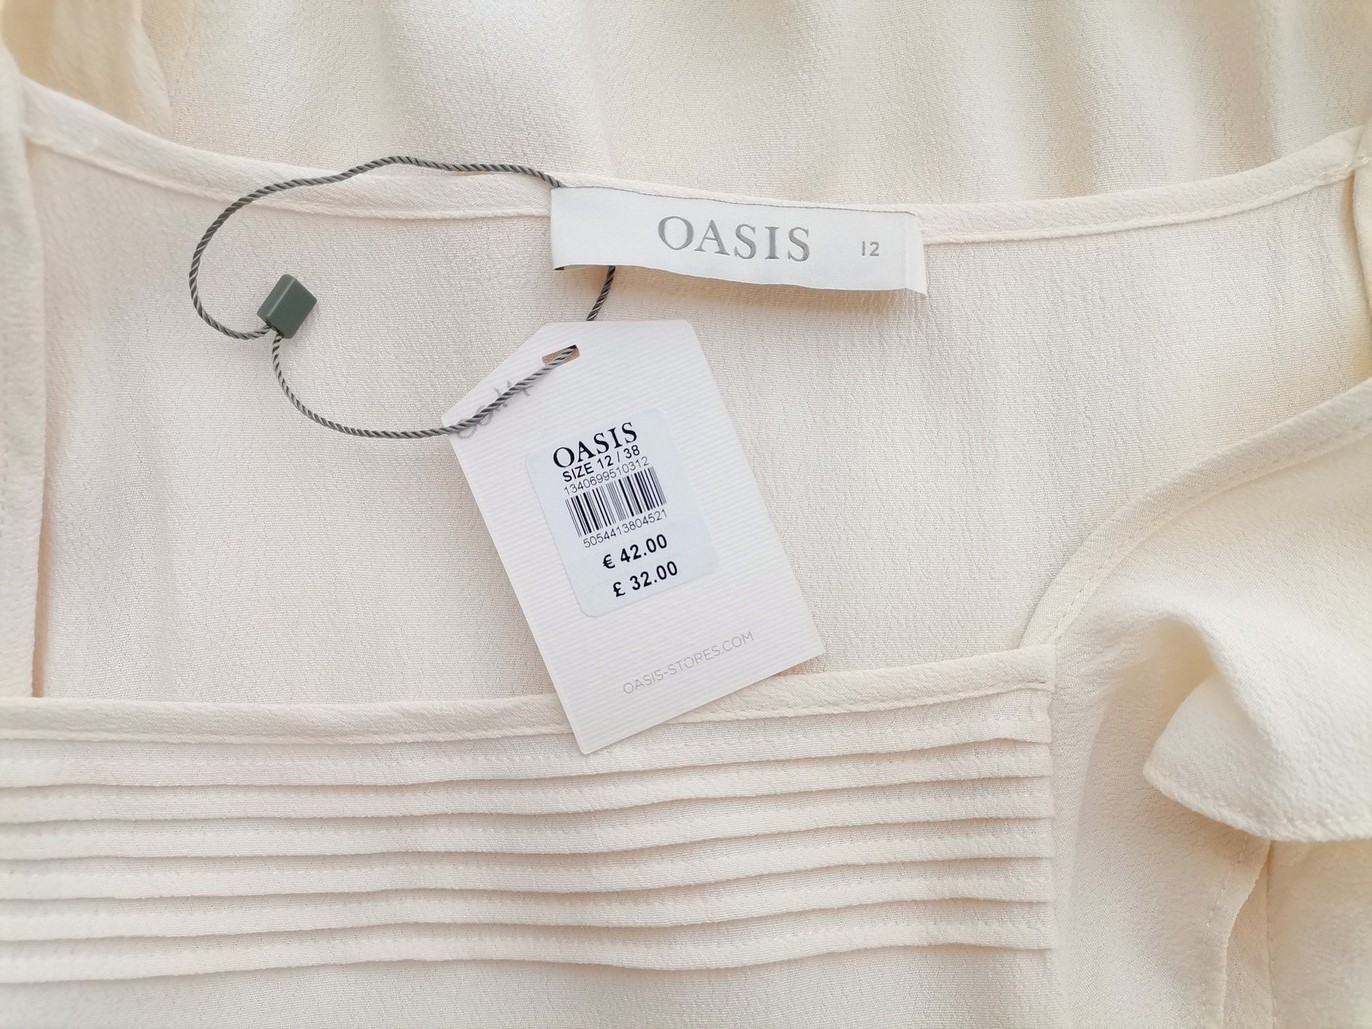 OASIS 12
OASIS
SIZE 12 / 38
1340699510312
5054413804521
€ 42.00
£ 32.00
OASIS-STORES.COM